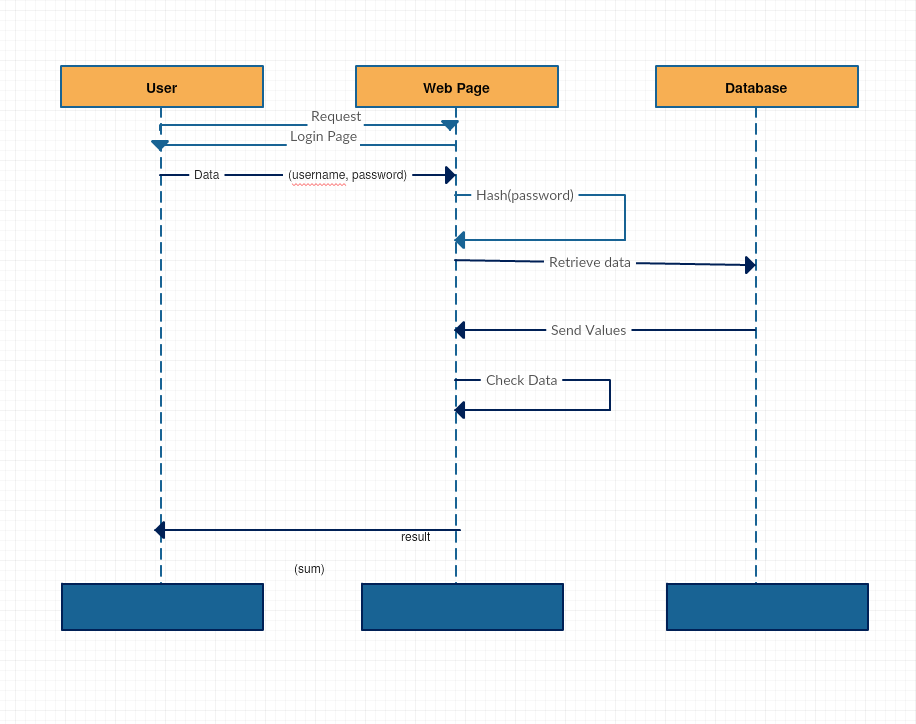 User
Web Page
Database
Request
Login Page
Data
(username, password)
Hash(password)
Retrieve data
Send Values
Check Data
result
(sum)